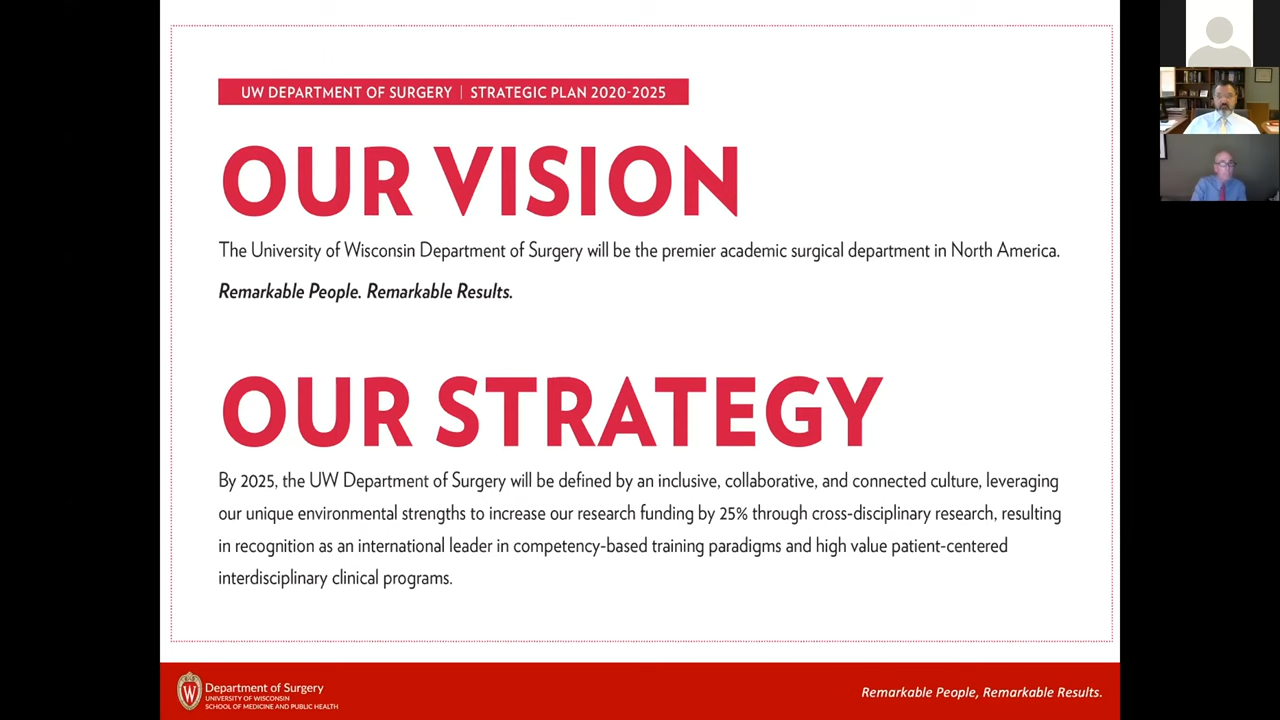 UW DEPARTMENT OF SURGERY | STRATEGIC PLAN 2020-2025
OUR VISION
The University of Wisconsin Department of Surgery will be the premier academic surgical department in North America.
Remarkable People. Remarkable Results.
OUR STRATEGY
By 2025, the UW Department of Surgery will be defined by an inclusive, collaborative, and connected culture, leveraging
our unique environmental strengths to increase our research funding by 25% through cross-disciplinary research, resulting
in recognition as an international leader in competency-based training paradigms and high value patient-centered
interdisciplinary clinical programs.
Department of Surgery
UNIVERSITY OF WISCONSIN
SCHOOL OF MEDICINE AND PUBLIC HEALTH
Remarkable People, Remarkable Results.